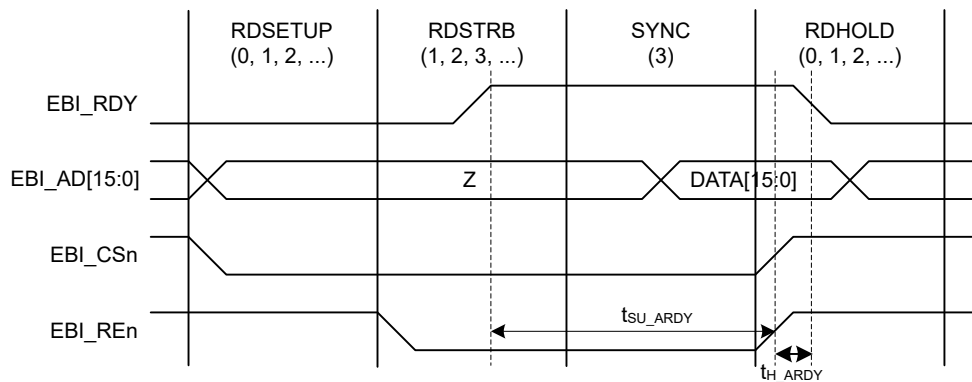 RDSETUP
(0, 1, 2, ...)
RDSTRB
(1, 2, 3, ...)
SYNC
(3)
RDHOLD
(0, 1, 2, ...)
EBI_RDY
EBI_AD[15:0]
Z
DATA[15:0]
EBI_CSn
EBI_REn
tSU_ARDY
tH_ARDY